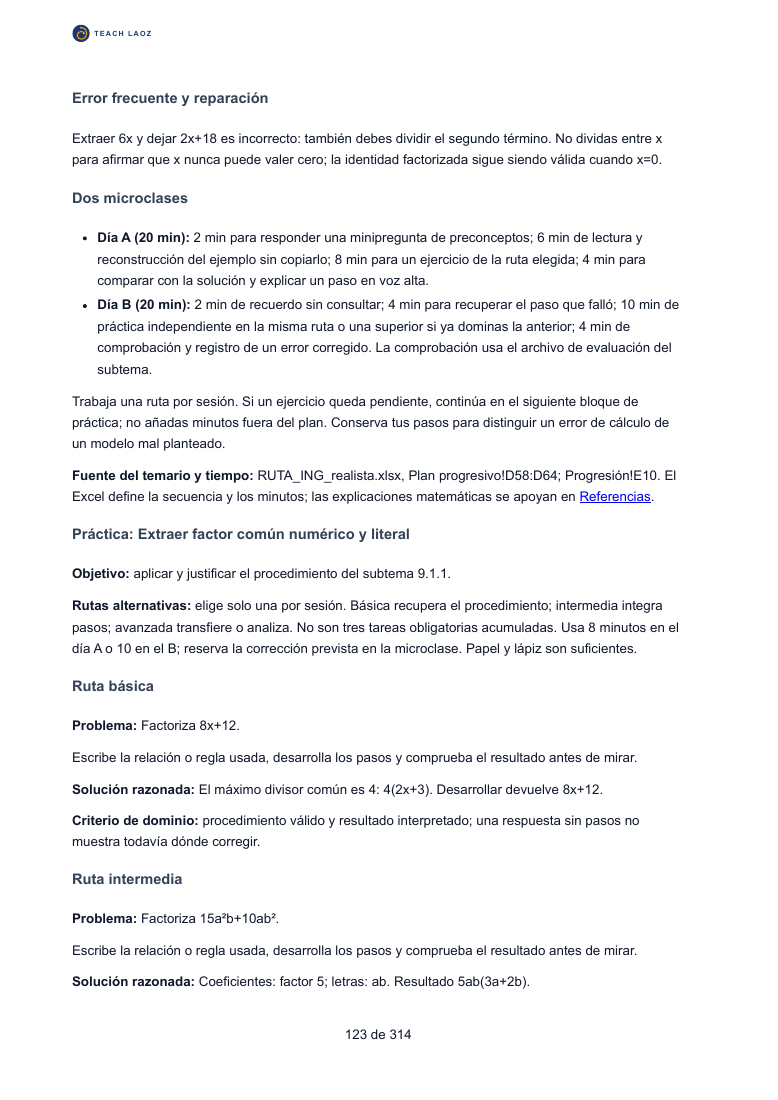 TEACH LAOZ
Error frecuente y reparación
Extraer 6x y dejar 2x+18 es incorrecto: también debes dividir el segundo término. No dividas entre x
para afirmar que x nunca puede valer cero; la identidad factorizada sigue siendo válida cuando x=0.
Dos microclases
• Día A (20 min): 2 min para responder una minipregunta de preconceptos; 6 min de lectura y
reconstrucción del ejemplo sin copiarlo; 8 min para un ejercicio de la ruta elegida; 4 min para
comparar con la solución y explicar un paso en voz alta.
• Día B (20 min): 2 min de recuerdo sin consultar; 4 min para recuperar el paso que falló; 10 min de
práctica independiente en la misma ruta o una superior si ya dominas la anterior; 4 min de
comprobación y registro de un error corregido. La comprobación usa el archivo de evaluación del
subtema.
Trabaja una ruta por sesión. Si un ejercicio queda pendiente, continúa en el siguiente bloque de
práctica; no añadas minutos fuera del plan. Conserva tus pasos para distinguir un error de cálculo de
un modelo mal planteado.
Fuente del temario y tiempo: RUTA_ING_realista.xlsx, Plan progresivo!D58:D64; Progresión!E10. El
Excel define la secuencia y los minutos; las explicaciones matemáticas se apoyan en Referencias.
Práctica: Extraer factor común numérico y literal
Objetivo: aplicar y justificar el procedimiento del subtema 9.1.1.
Rutas alternativas: elige solo una por sesión. Básica recupera el procedimiento; intermedia integra
pasos; avanzada transfiere o analiza. No son tres tareas obligatorias acumuladas. Usa 8 minutos en el
día A o 10 en el B; reserva la corrección prevista en la microclase. Papel y lápiz son suficientes.
Ruta básica
Problema: Factoriza 8x+12.
Escribe la relación o regla usada, desarrolla los pasos y comprueba el resultado antes de mirar.
Solución razonada: El máximo divisor común es 4: 4(2x+3). Desarrollar devuelve 8x+12.
Criterio de dominio: procedimiento válido y resultado interpretado; una respuesta sin pasos no
muestra todavía dónde corregir.
Ruta intermedia
Problema: Factoriza 15a²b+10ab².
Escribe la relación o regla usada, desarrolla los pasos y comprueba el resultado antes de mirar.
Solución razonada: Coeficientes: factor 5; letras: ab. Resultado 5ab(3a+2b).
123 de 314